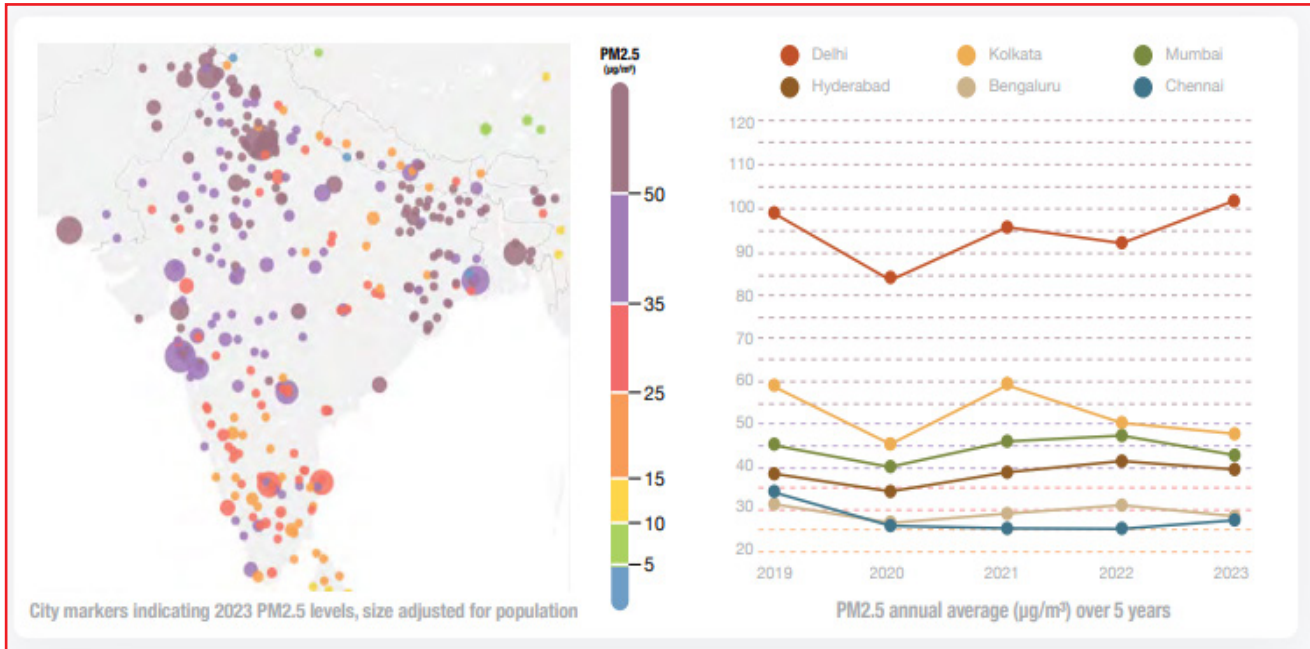 PM2.5
(µg/m³)
50
35
25
15
10
5
City markers indicating 2023 PM2.5 levels, size adjusted for population
Delhi
Kolkata
Mumbai
Hyderabad
Bengaluru
Chennai
120
110
100
90
80
70
60
50
40
30
20
2019
2020
2021
2022
2023
PM2.5 annual average (µg/m³) over 5 years